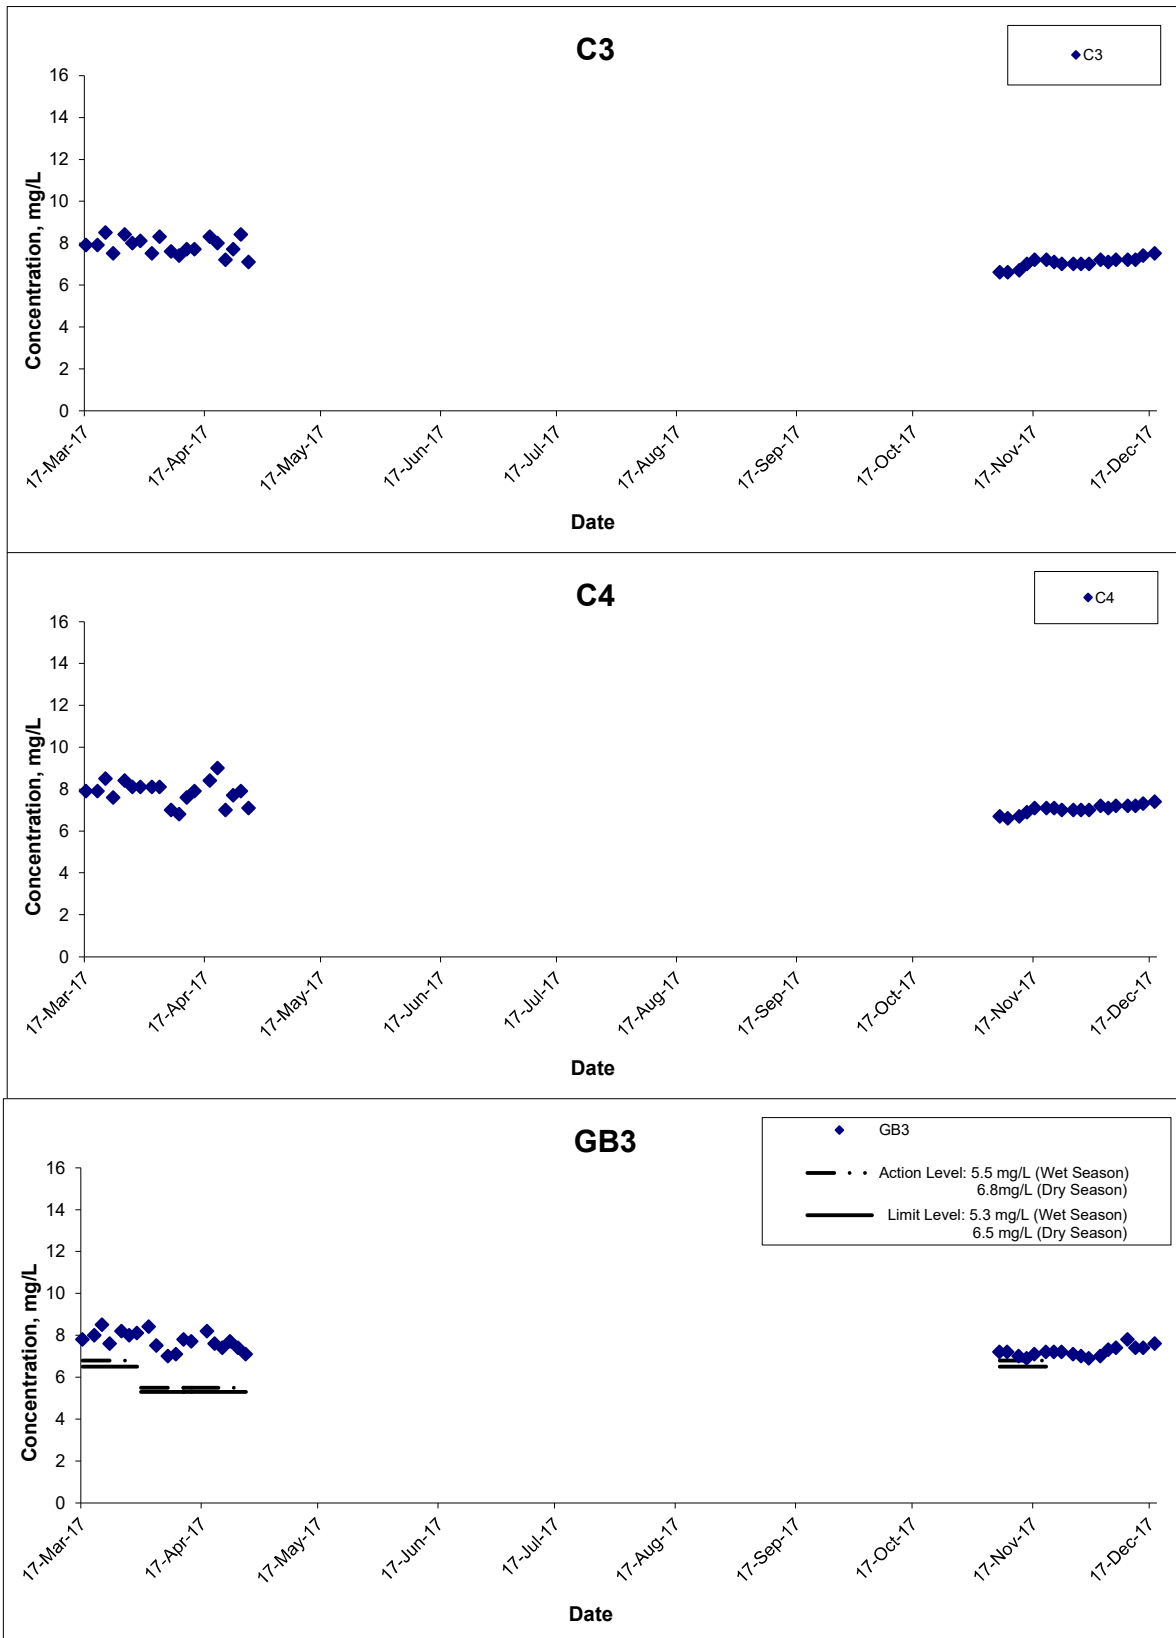 C3
C3
16
14
12
10
8
6
4
2
0
Concentration, mg/L
17-Mar-17
17-Apr-17
17-May-17
17-Jun-17
17-Jul-17
17-Aug-17
17-Sep-17
17-Oct-17
17-Nov-17
17-Dec-17
Date
C4
C4
16
14
12
10
8
6
4
2
0
Concentration, mg/L
17-Mar-17
17-Apr-17
17-May-17
17-Jun-17
17-Jul-17
17-Aug-17
17-Sep-17
17-Oct-17
17-Nov-17
17-Dec-17
Date
GB3
GB3
Action Level: 5.5 mg/L (Wet Season)
6.8mg/L (Dry Season)
Limit Level: 5.3 mg/L (Wet Season)
6.5 mg/L (Dry Season)
16
14
12
10
8
6
4
2
0
Concentration, mg/L
17-Mar-17
17-Apr-17
17-May-17
17-Jun-17
17-Jul-17
17-Aug-17
17-Sep-17
17-Oct-17
17-Nov-17
17-Dec-17
Date